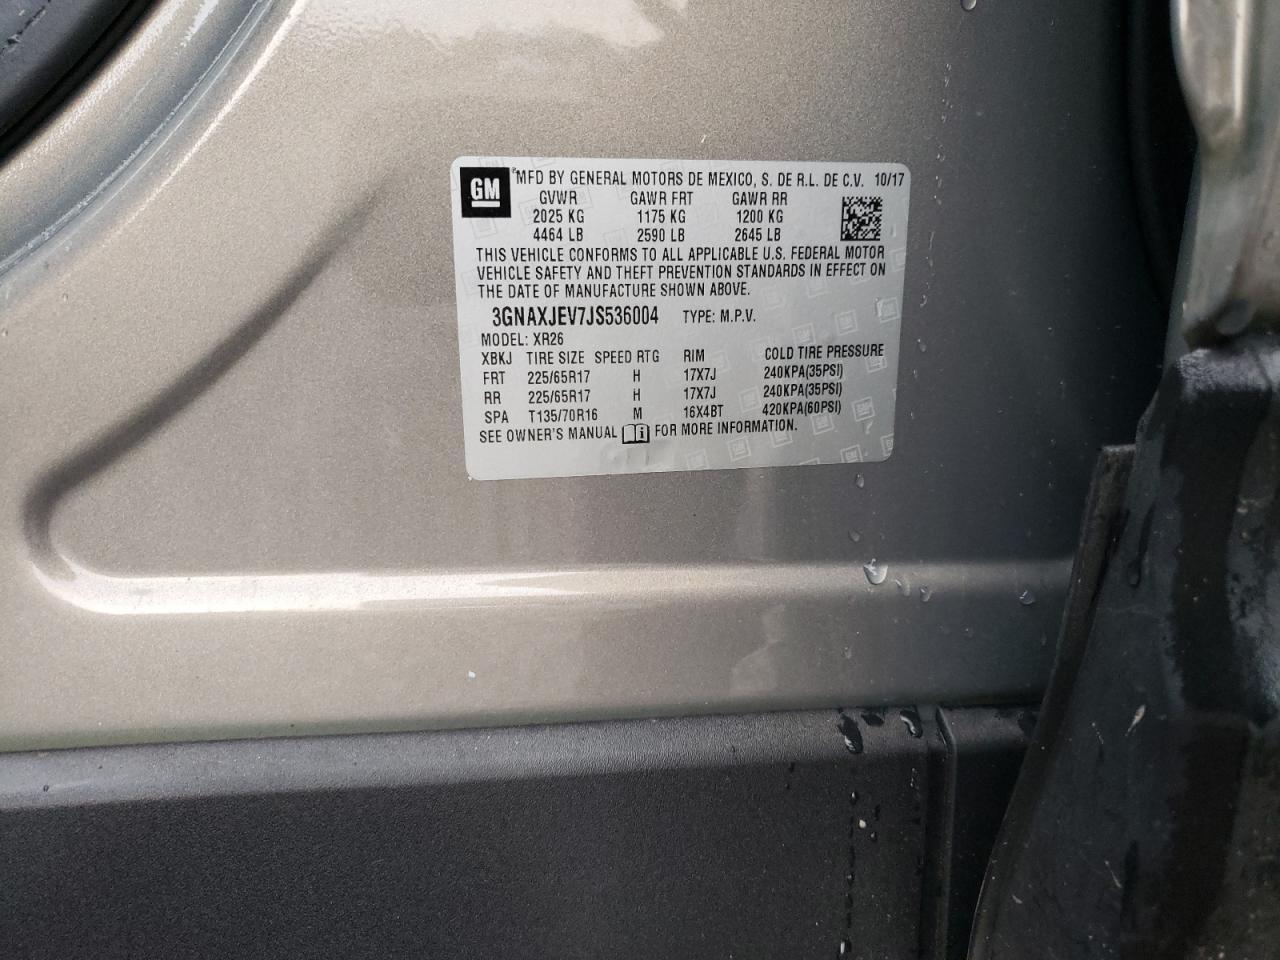 GM
MFD BY GENERAL MOTORS DE MEXICO, S. DE R.L. DE C.V. 10/17
GVWR GAWR FRT GAWR RR
2025 KG 1175 KG 1200 KG
4464 LB 2590 LB 2645 LB
THIS VEHICLE CONFORMS TO ALL APPLICABLE U.S. FEDERAL MOTOR
VEHICLE SAFETY AND THEFT PREVENTION STANDARDS IN EFFECT ON
THE DATE OF MANUFACTURE SHOWN ABOVE.
3GNAXJEV7JS536004 TYPE: M.P.V.
MODEL: XR26
XBKJ TIRE SIZE SPEED RTG RIM COLD TIRE PRESSURE
FRT 225/65R17 H 17X7J 240KPA(35PSI)
RR 225/65R17 H 17X7J 240KPA(35PSI)
SPA T135/70R16 M 16X4BT 420KPA(60PSI)
SEE OWNER'S MANUAL i FOR MORE INFORMATION.